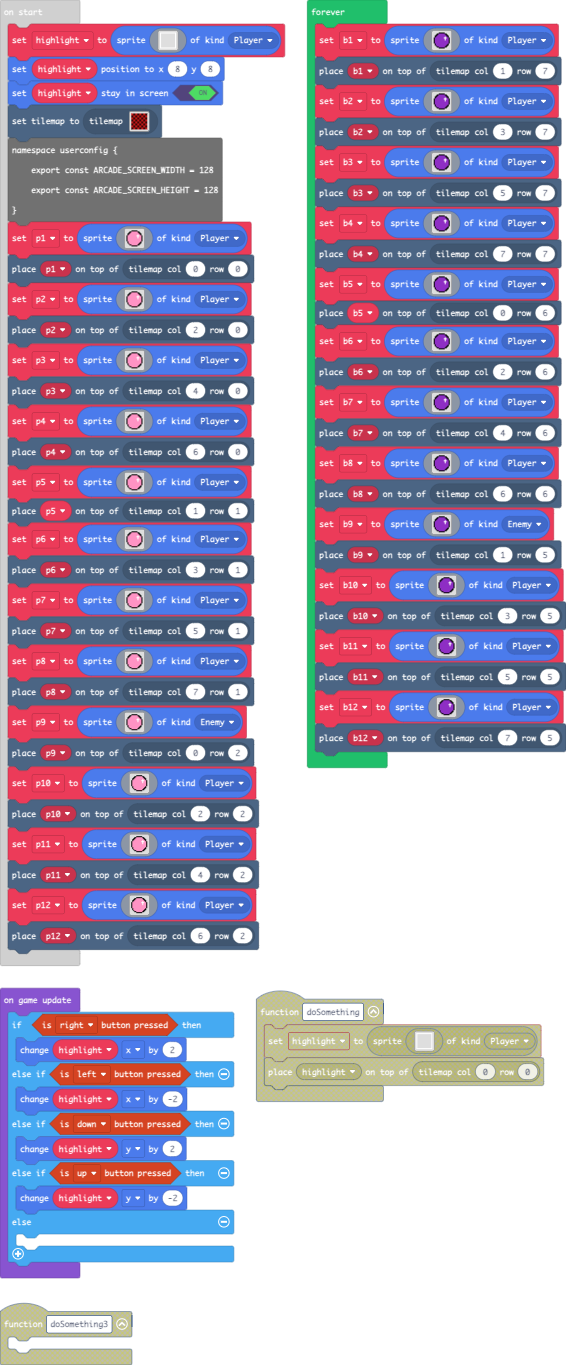 on start
set highlight to sprite of kind Player
set highlight position to x 8 y 8
set highlight stay in screen ON
set tilemap to tilemap
namespace userconfig {
export const ARCADE_SCREEN_WIDTH = 128
export const ARCADE_SCREEN_HEIGHT = 128
}
set p1 to sprite of kind Player
place p1 on top of tilemap col 0 row 0
set p2 to sprite of kind Player
place p2 on top of tilemap col 2 row 0
set p3 to sprite of kind Player
place p3 on top of tilemap col 4 row 0
set p4 to sprite of kind Player
place p4 on top of tilemap col 6 row 0
set p5 to sprite of kind Player
place p5 on top of tilemap col 1 row 1
set p6 to sprite of kind Player
place p6 on top of tilemap col 3 row 1
set p7 to sprite of kind Player
place p7 on top of tilemap col 5 row 1
set p8 to sprite of kind Player
place p8 on top of tilemap col 7 row 1
set p9 to sprite of kind Enemy
place p9 on top of tilemap col 0 row 2
set p10 to sprite of kind Player
place p10 on top of tilemap col 2 row 2
set p11 to sprite of kind Player
place p11 on top of tilemap col 4 row 2
set p12 to sprite of kind Player
place p12 on top of tilemap col 6 row 2
forever
set b1 to sprite of kind Player
place b1 on top of tilemap col 1 row 7
set b2 to sprite of kind Player
place b2 on top of tilemap col 3 row 7
set b3 to sprite of kind Player
place b3 on top of tilemap col 5 row 7
set b4 to sprite of kind Player
place b4 on top of tilemap col 7 row 7
set b5 to sprite of kind Player
place b5 on top of tilemap col 0 row 6
set b6 to sprite of kind Player
place b6 on top of tilemap col 2 row 6
set b7 to sprite of kind Player
place b7 on top of tilemap col 4 row 6
set b8 to sprite of kind Player
place b8 on top of tilemap col 6 row 6
set b9 to sprite of kind Enemy
place b9 on top of tilemap col 1 row 5
set b10 to sprite of kind Player
place b10 on top of tilemap col 3 row 5
set b11 to sprite of kind Player
place b11 on top of tilemap col 5 row 5
set b12 to sprite of kind Player
place b12 on top of tilemap col 7 row 5
on game update
if is right button pressed then
change highlight x by 2
else if is left button pressed then
change highlight x by -2
else if is down button pressed then
change highlight y by 2
else if is up button pressed then
change highlight y by -2
else
function doSomething
set highlight to sprite of kind Player
place highlight on top of tilemap col 0 row 0
function doSomething3